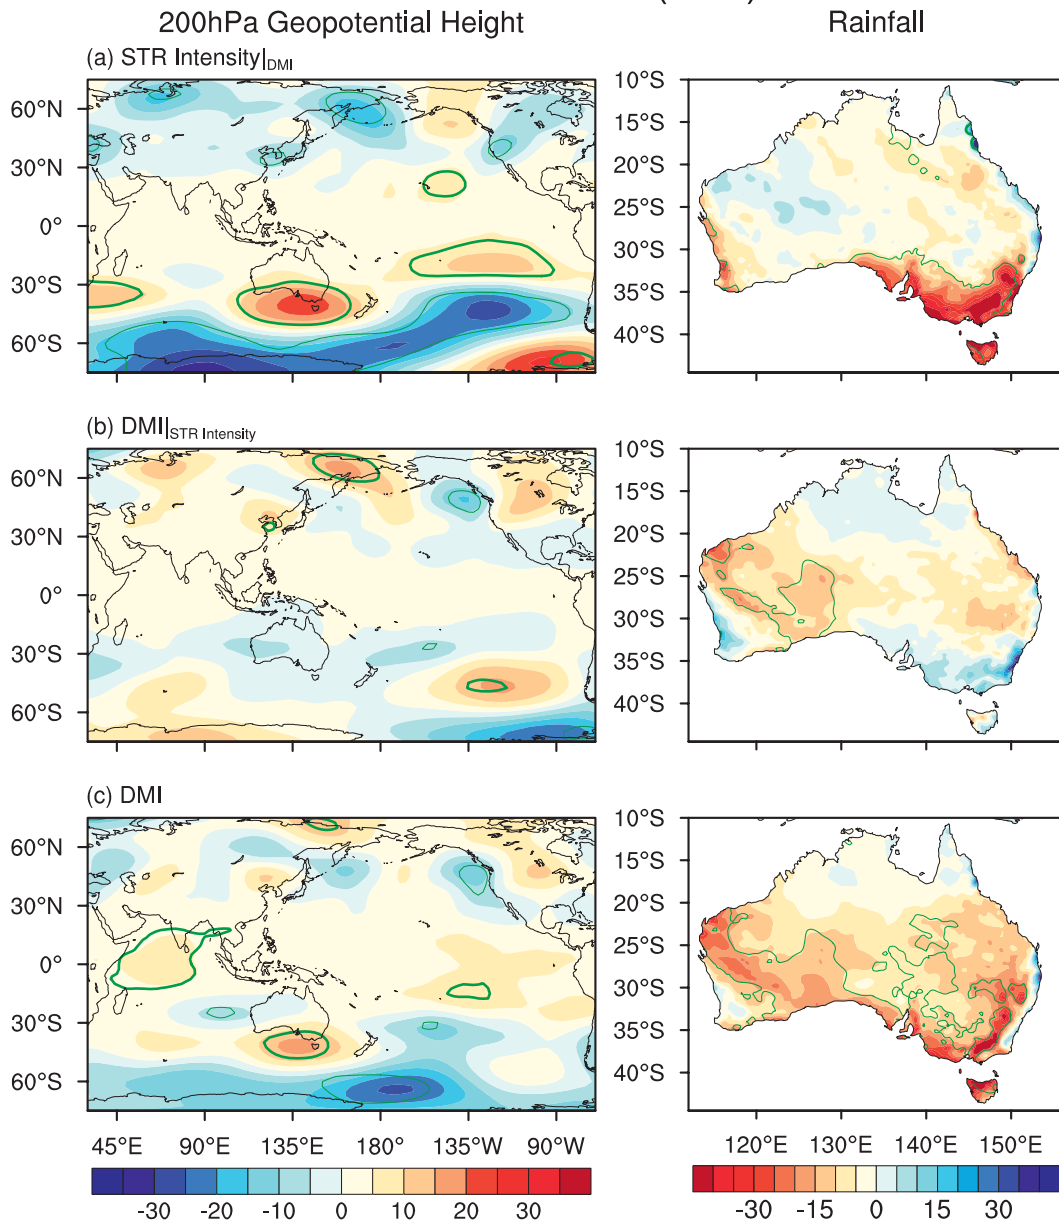 200hPa Geopotential Height
Rainfall
(a) STR Intensity|DMI
60°N
30°N
0°
30°S
60°S
10°S
15°S
20°S
25°S
30°S
35°S
40°S
(b) DMI|STR Intensity
60°N
30°N
0°
30°S
60°S
10°S
15°S
20°S
25°S
30°S
35°S
40°S
(c) DMI
60°N
30°N
0°
30°S
60°S
10°S
15°S
20°S
25°S
30°S
35°S
40°S
45°E 90°E 135°E 180° 135°W 90°W
120°E 130°E 140°E 150°E
-30 -20 -10 0 10 20 30
-30 -15 0 15 30